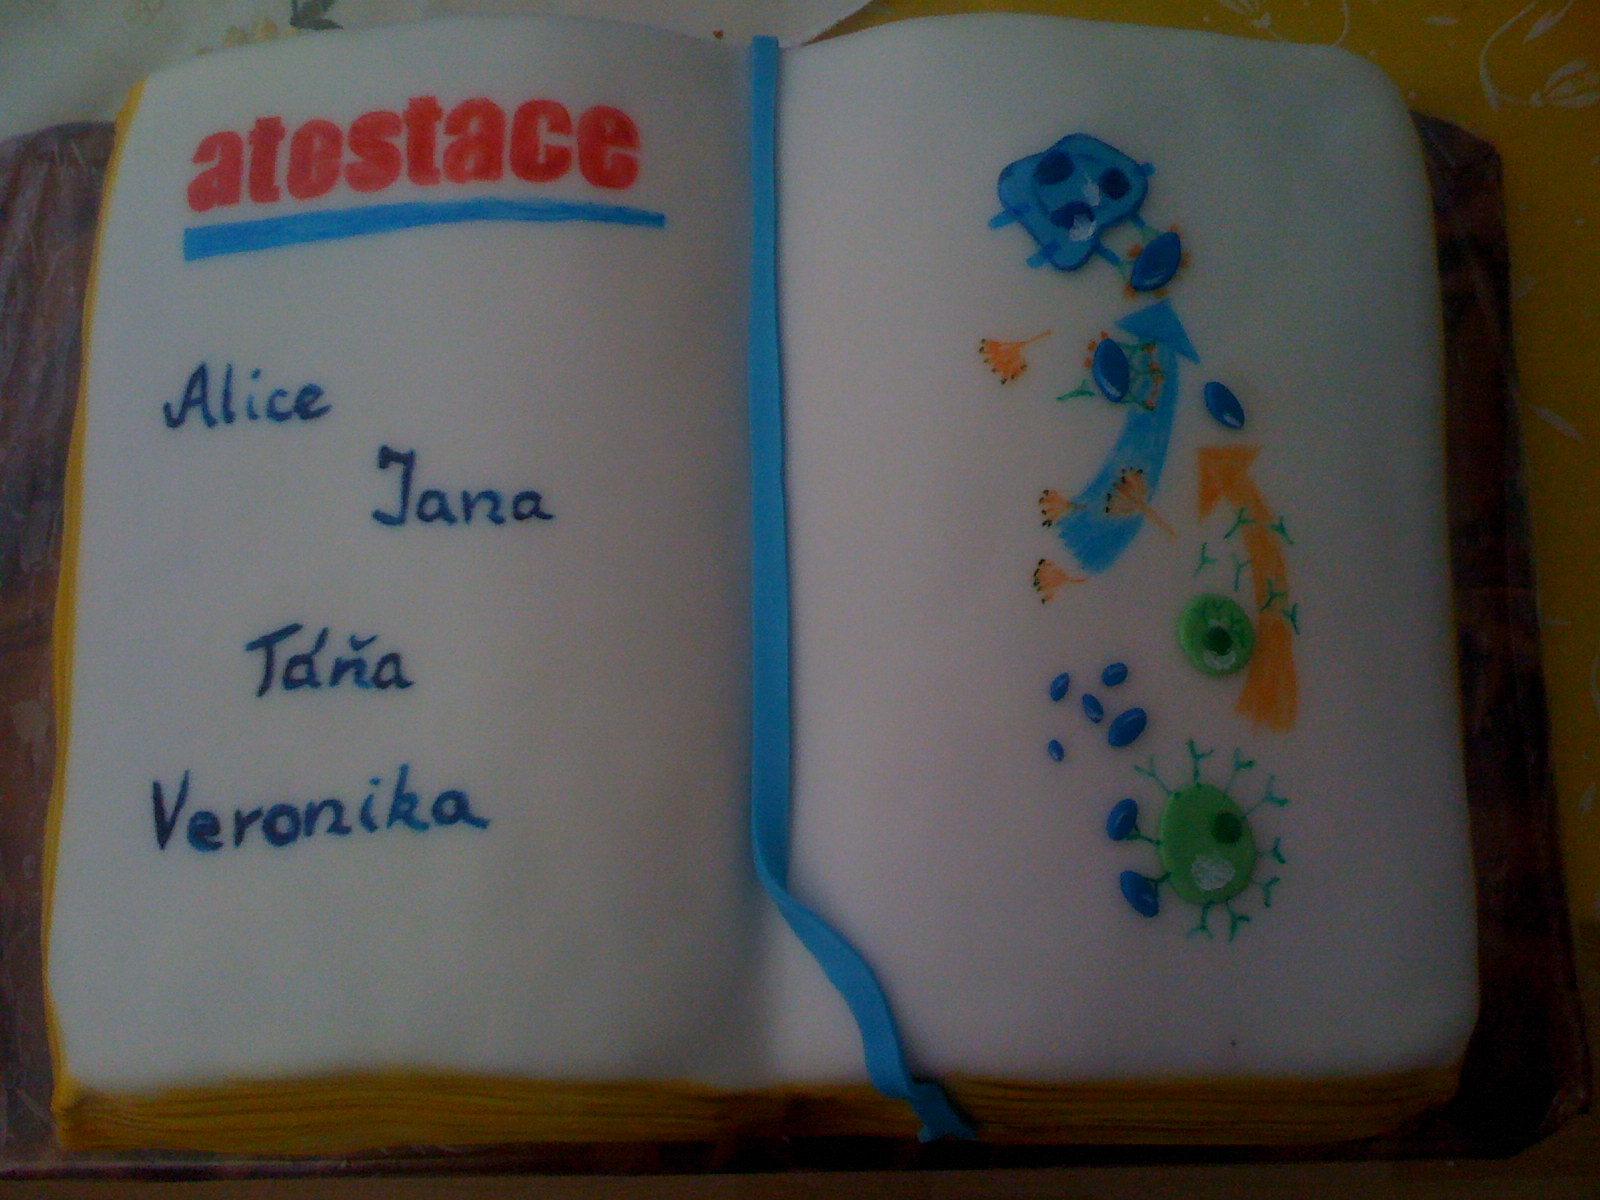 atestace
Alice
Jana
Táňa
Veronika